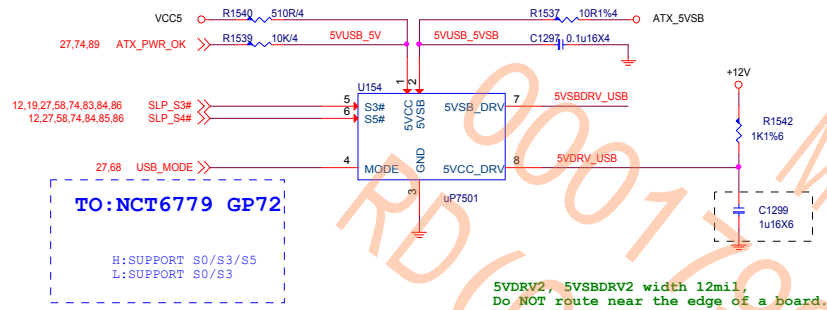 VCC5
R1540
510R/4
R1537
10R1%4
ATX_5VSB
27,74,89
ATX_PWR_OK
R1539
10K/4
5VUSB_5V
5VUSB_5VSB
C1297
0.1u16X4
+12V
1
2
U154
12,19,27,58,74,83,84,86
SLP_S3#
5
S3#
5VCC
5VSB
5VSB_DRV
7
5VSBDRV_USB
12,27,58,74,84,85,86
SLP_S4#
6
S5#
R1542
1K1%6
27,68
USB_MODE
4
MODE
GND
5VCC_DRV
8
5VDRV_USB
3
uP7501
TO:NCT6779 GP72
C1299
1u16X6
H:SUPPORT S0/S3/S5
L:SUPPORT S0/S3
5VDRV2, 5VSBDRV2 width 12mil,
Do NOT route near the edge of a board.